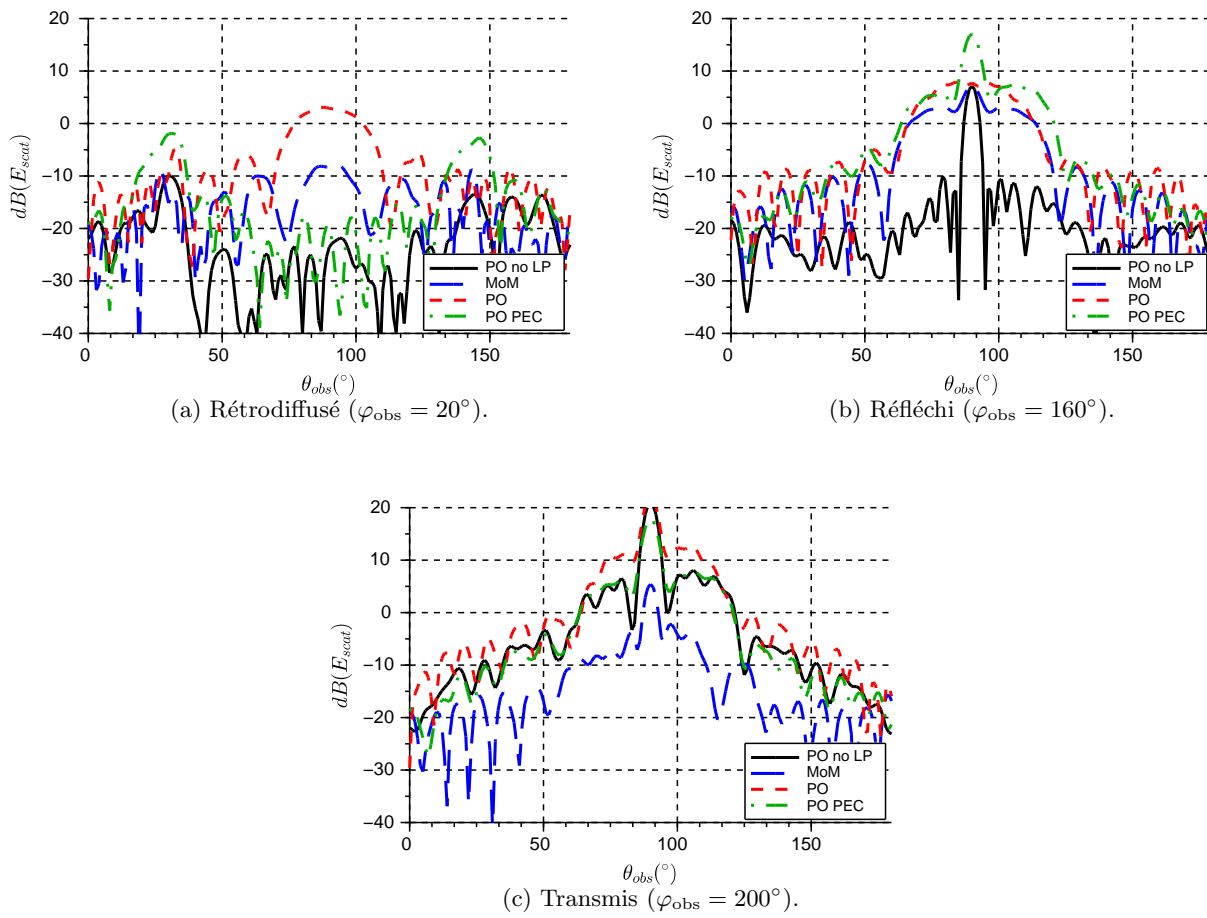 20
10
0
−10
−20
−30
−40
0
50
100
150
dB(E_scat)
θ_obs(°)
PO no LP
MoM
PO
PO PEC
(a) Rétrodiffusé (φ_obs = 20°).
20
10
0
−10
−20
−30
−40
0
50
100
150
dB(E_scat)
θ_obs(°)
PO no LP
MoM
PO
PO PEC
(b) Réfléchi (φ_obs = 160°).
20
10
0
−10
−20
−30
−40
0
50
100
150
dB(E_scat)
θ_obs(°)
PO no LP
MoM
PO
PO PEC
(c) Transmis (φ_obs = 200°).